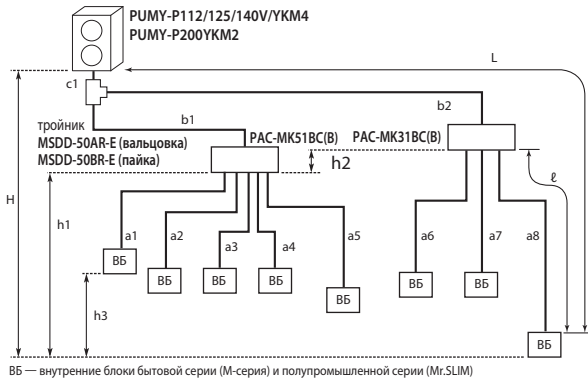 PUMY-P112/125/140V/YKM4
PUMY-P200YKM2
L
c1
b1
b2
тройник
MSDD-50AR-E (вальцовка)
MSDD-50BR-E (пайка)
PAC-MK51BC(B)
PAC-MK31BC(B)
h2
ℓ
H
h1
a1
a2
a3
a4
a5
a6
a7
a8
ВБ
ВБ
ВБ
ВБ
ВБ
ВБ
ВБ
ВБ
h3
ВБ — внутренние блоки бытовой серии (М-серия) и полупромышленной серии (Mr.SLIM)